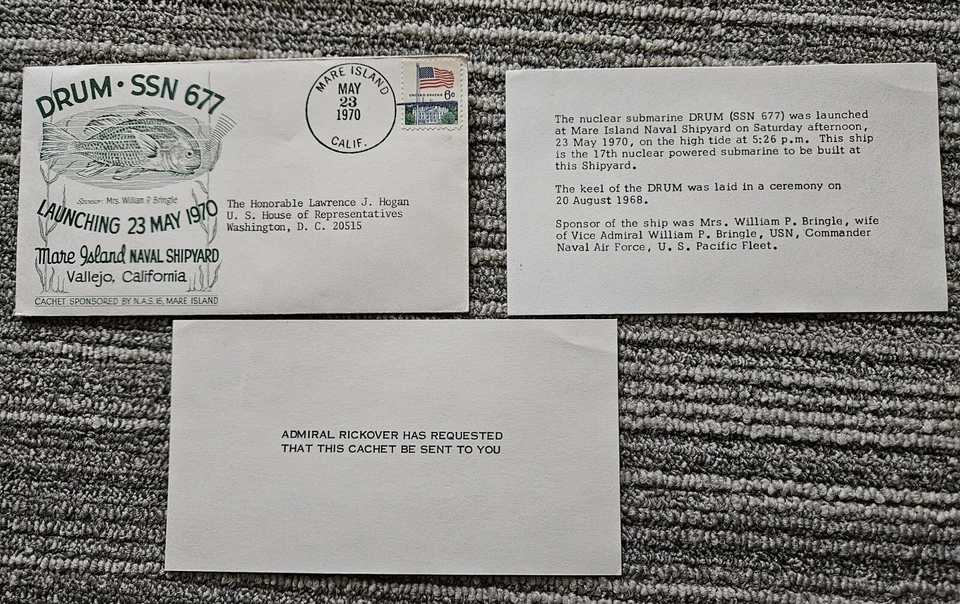 DRUM · SSN 677
Sponsor: Mrs. William P. Bringle
LAUNCHING 23 MAY 1970
Mare Island NAVAL SHIPYARD
Vallejo, California
CACHET SPONSORED BY N.A.S. 16, MARE ISLAND
MARE ISLAND
MAY
23
1970
CALIF.
UNITED STATES 6c
The Honorable Lawrence J. Hogan
U. S. House of Representatives
Washington, D. C. 20515
The nuclear submarine DRUM (SSN 677) was launched
at Mare Island Naval Shipyard on Saturday afternoon,
23 May 1970, on the high tide at 5:26 p.m. This ship
is the 17th nuclear powered submarine to be built at
this Shipyard.
The keel of the DRUM was laid in a ceremony on
20 August 1968.
Sponsor of the ship was Mrs. William P. Bringle, wife
of Vice Admiral William P. Bringle, USN, Commander
Naval Air Force, U. S. Pacific Fleet.
ADMIRAL RICKOVER HAS REQUESTED
THAT THIS CACHET BE SENT TO YOU